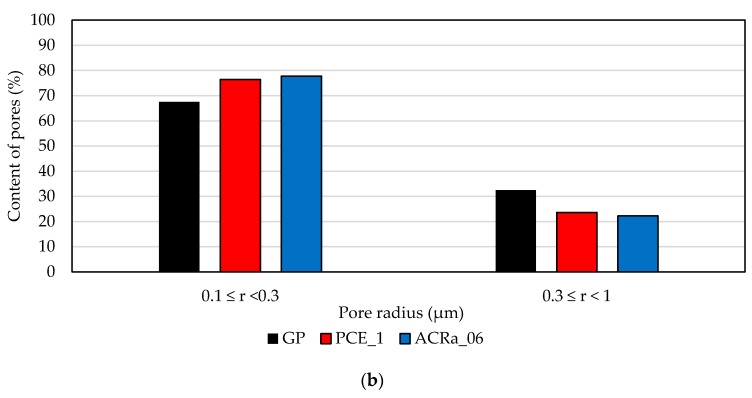 100
90
80
70
60
50
40
30
20
10
0
Content of pores (%)
0.1 ≤ r <0.3
0.3 ≤ r < 1
Pore radius (μm)
GP PCE_1 ACRa_06
(b)